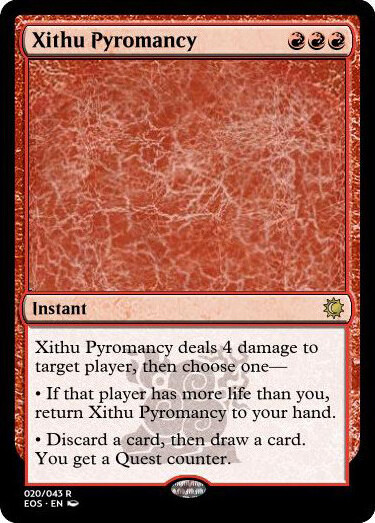 Xithu Pyromancy
Instant
Xithu Pyromancy deals 4 damage to
target player, then choose one—
• If that player has more life than you,
return Xithu Pyromancy to your hand.
• Discard a card, then draw a card.
You get a Quest counter.
020/043 R
EOS · EN